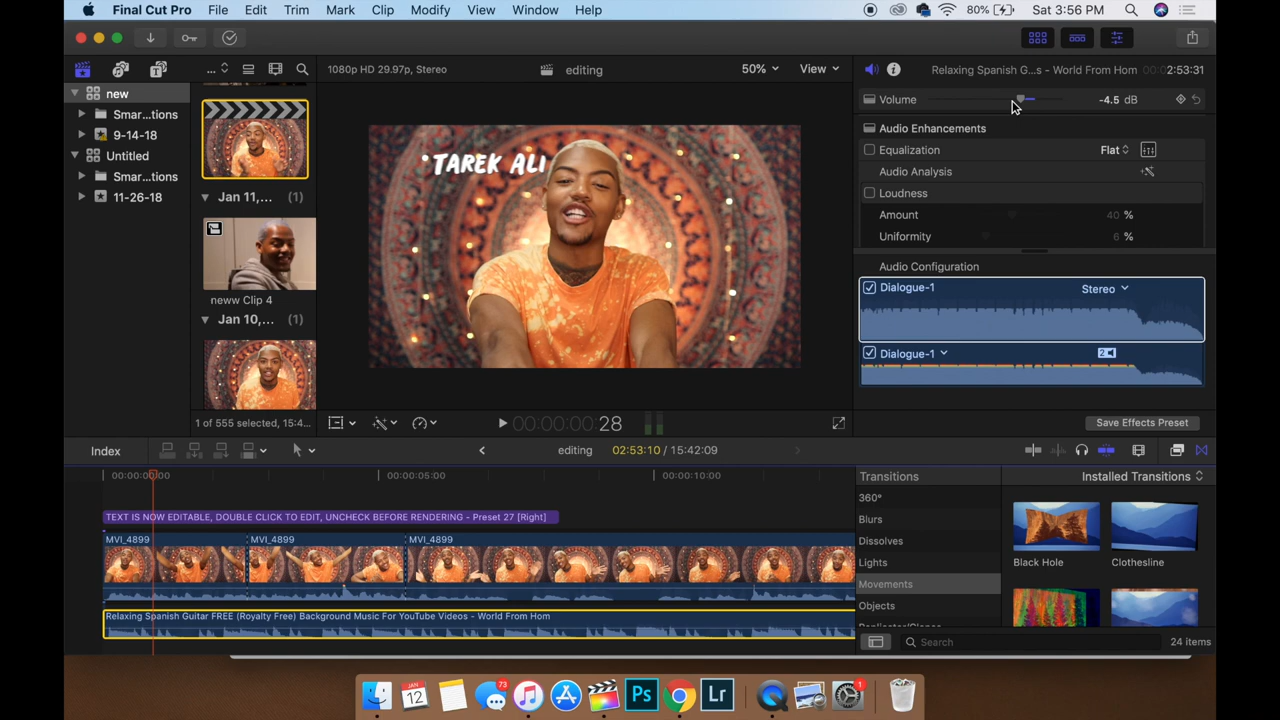 Final Cut Pro File Edit Trim Mark Clip Modify View Window Help 80% Sat 3:56 PM
... 1080p HD 29.97p, Stereo editing 50% View Relaxing Spanish G...s - World From Hom 00:02:53:31
new
Smar...tions
9-14-18
Untitled
Smar...tions
11-26-18
Jan 11,... (1)
neww Clip 4
Jan 10,... (1)
1 of 555 selected, 15:4...
TAREK ALI
00:00:00:28
Volume -4.5 dB
Audio Enhancements
Equalization Flat
Audio Analysis
Loudness
Amount 40 %
Uniformity 6 %
Audio Configuration
Dialogue-1 Stereo
Dialogue-1 2
Save Effects Preset
Index editing 02:53:10 / 15:42:09
00:00:00:00 00:00:05:00 00:00:10:00
TEXT IS NOW EDITABLE, DOUBLE CLICK TO EDIT, UNCHECK BEFORE RENDERING - Preset 27 [Right]
MVI_4899 MVI_4899 MVI_4899
Relaxing Spanish Guitar FREE (Royalty Free) Background Music For YouTube Videos - World From Hom
Transitions Installed Transitions
360°
Blurs
Dissolves
Lights
Movements
Objects
Black Hole Clothesline
Search 24 items
73 1
JAN
12
Ps Lr